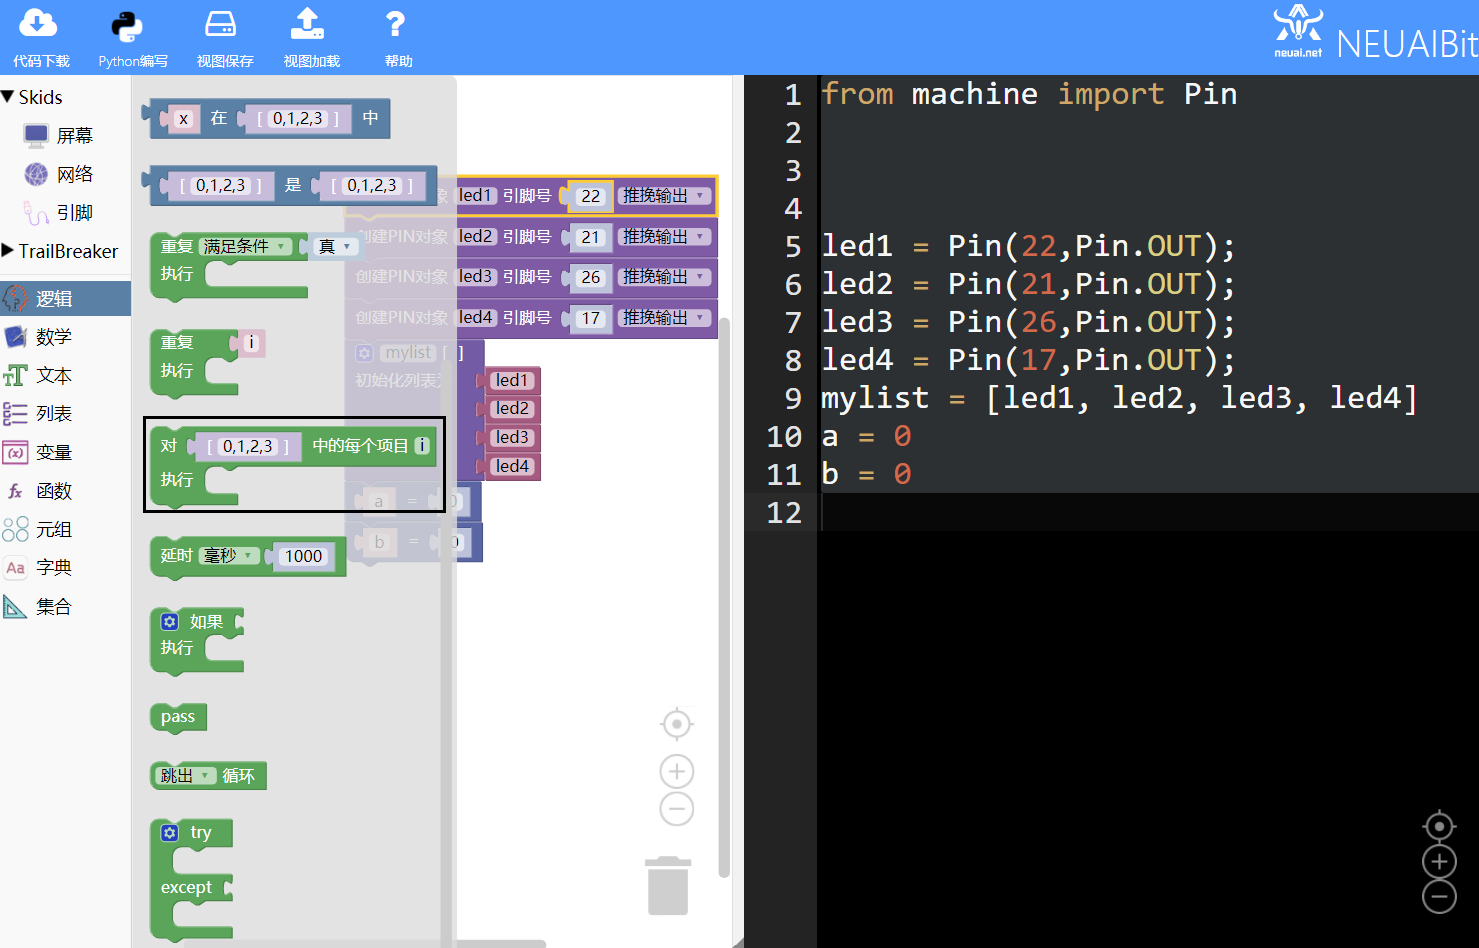 代码下载
Python编写
视图保存
视图加载
帮助
neuai.net
NEUAIBit
Skids
屏幕
网络
引脚
TrailBreaker
逻辑
数学
文本
列表
变量
函数
元组
字典
集合
x 在 [ 0,1,2,3 ] 中
[ 0,1,2,3 ] 是 [ 0,1,2,3 ]
重复 满足条件 真
执行
重复 i
执行
对 [ 0,1,2,3 ] 中的每个项目 i
执行
延时 毫秒 1000
如果
执行
pass
跳出 循环
try
except
象 led1 引脚号 22 推挽输出
创建PIN对象 led2 引脚号 21 推挽输出
创建PIN对象 led3 引脚号 26 推挽输出
创建PIN对象 led4 引脚号 17 推挽输出
mylist [ ]
初始化列表
led1
led2
led3
led4
a = 0
b = 0
1 from machine import Pin
2
3
4
5 led1 = Pin(22,Pin.OUT);
6 led2 = Pin(21,Pin.OUT);
7 led3 = Pin(26,Pin.OUT);
8 led4 = Pin(17,Pin.OUT);
9 mylist = [led1, led2, led3, led4]
10 a = 0
11 b = 0
12